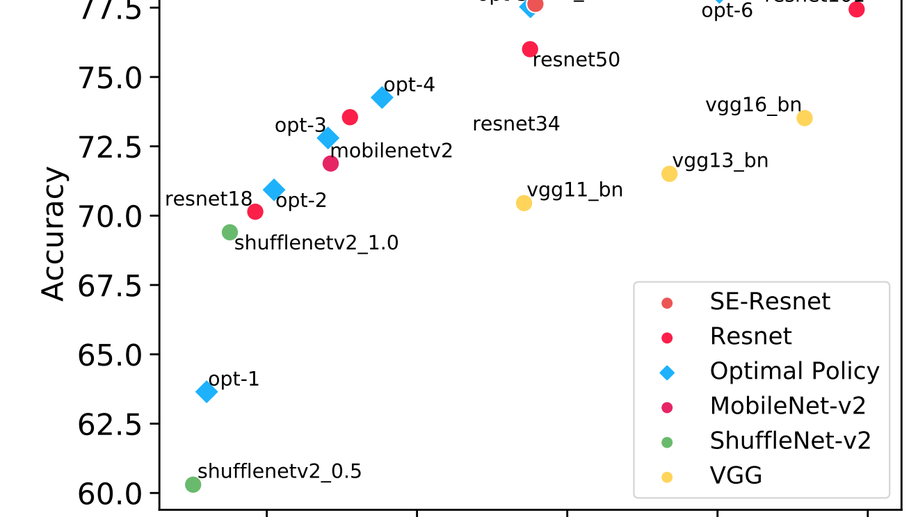 77.5
opt-6
resnet50
75.0
opt-4
vgg16_bn
opt-3
resnet34
72.5
mobilenetv2
vgg13_bn
vgg11_bn
resnet18
opt-2
70.0
shufflenetv2_1.0
Accuracy
67.5
65.0
opt-1
62.5
shufflenetv2_0.5
60.0
SE-Resnet
Resnet
Optimal Policy
MobileNet-v2
ShuffleNet-v2
VGG